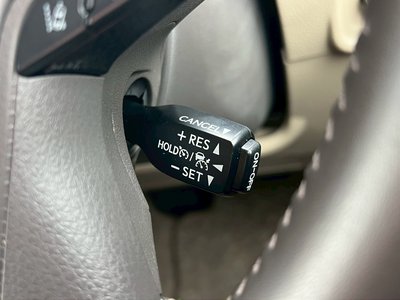 CANCEL
+ RES
HOLD /
− SET
ON·OFF